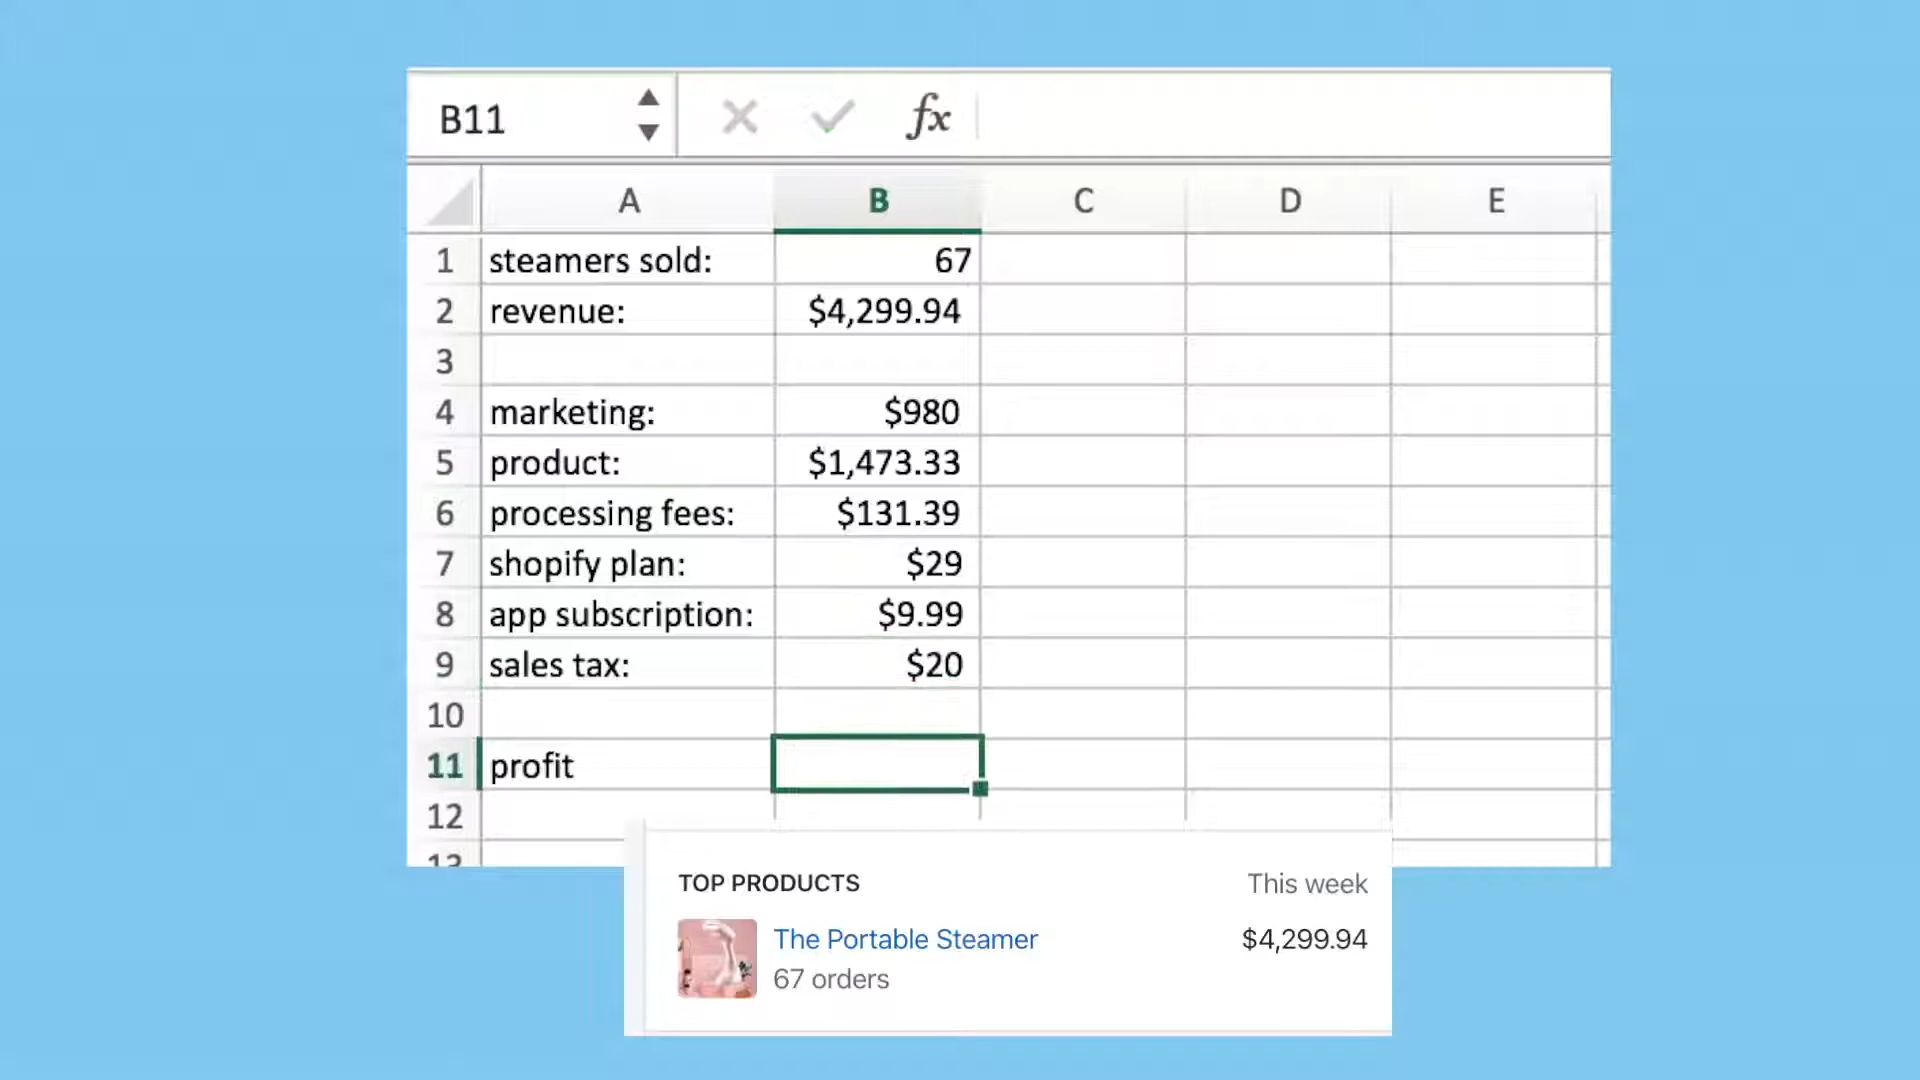 B11 fx
A B C D E
1 steamers sold: 67
2 revenue: $4,299.94
3
4 marketing: $980
5 product: $1,473.33
6 processing fees: $131.39
7 shopify plan: $29
8 app subscription: $9.99
9 sales tax: $20
10
11 profit
12
13
TOP PRODUCTS This week
The Portable Steamer $4,299.94
67 orders